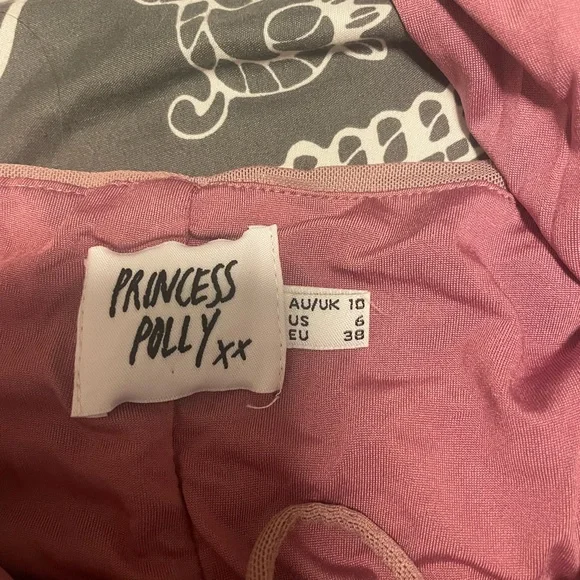 PRINCESS
POLLY xx
AU/UK 10
US 6
EU 38